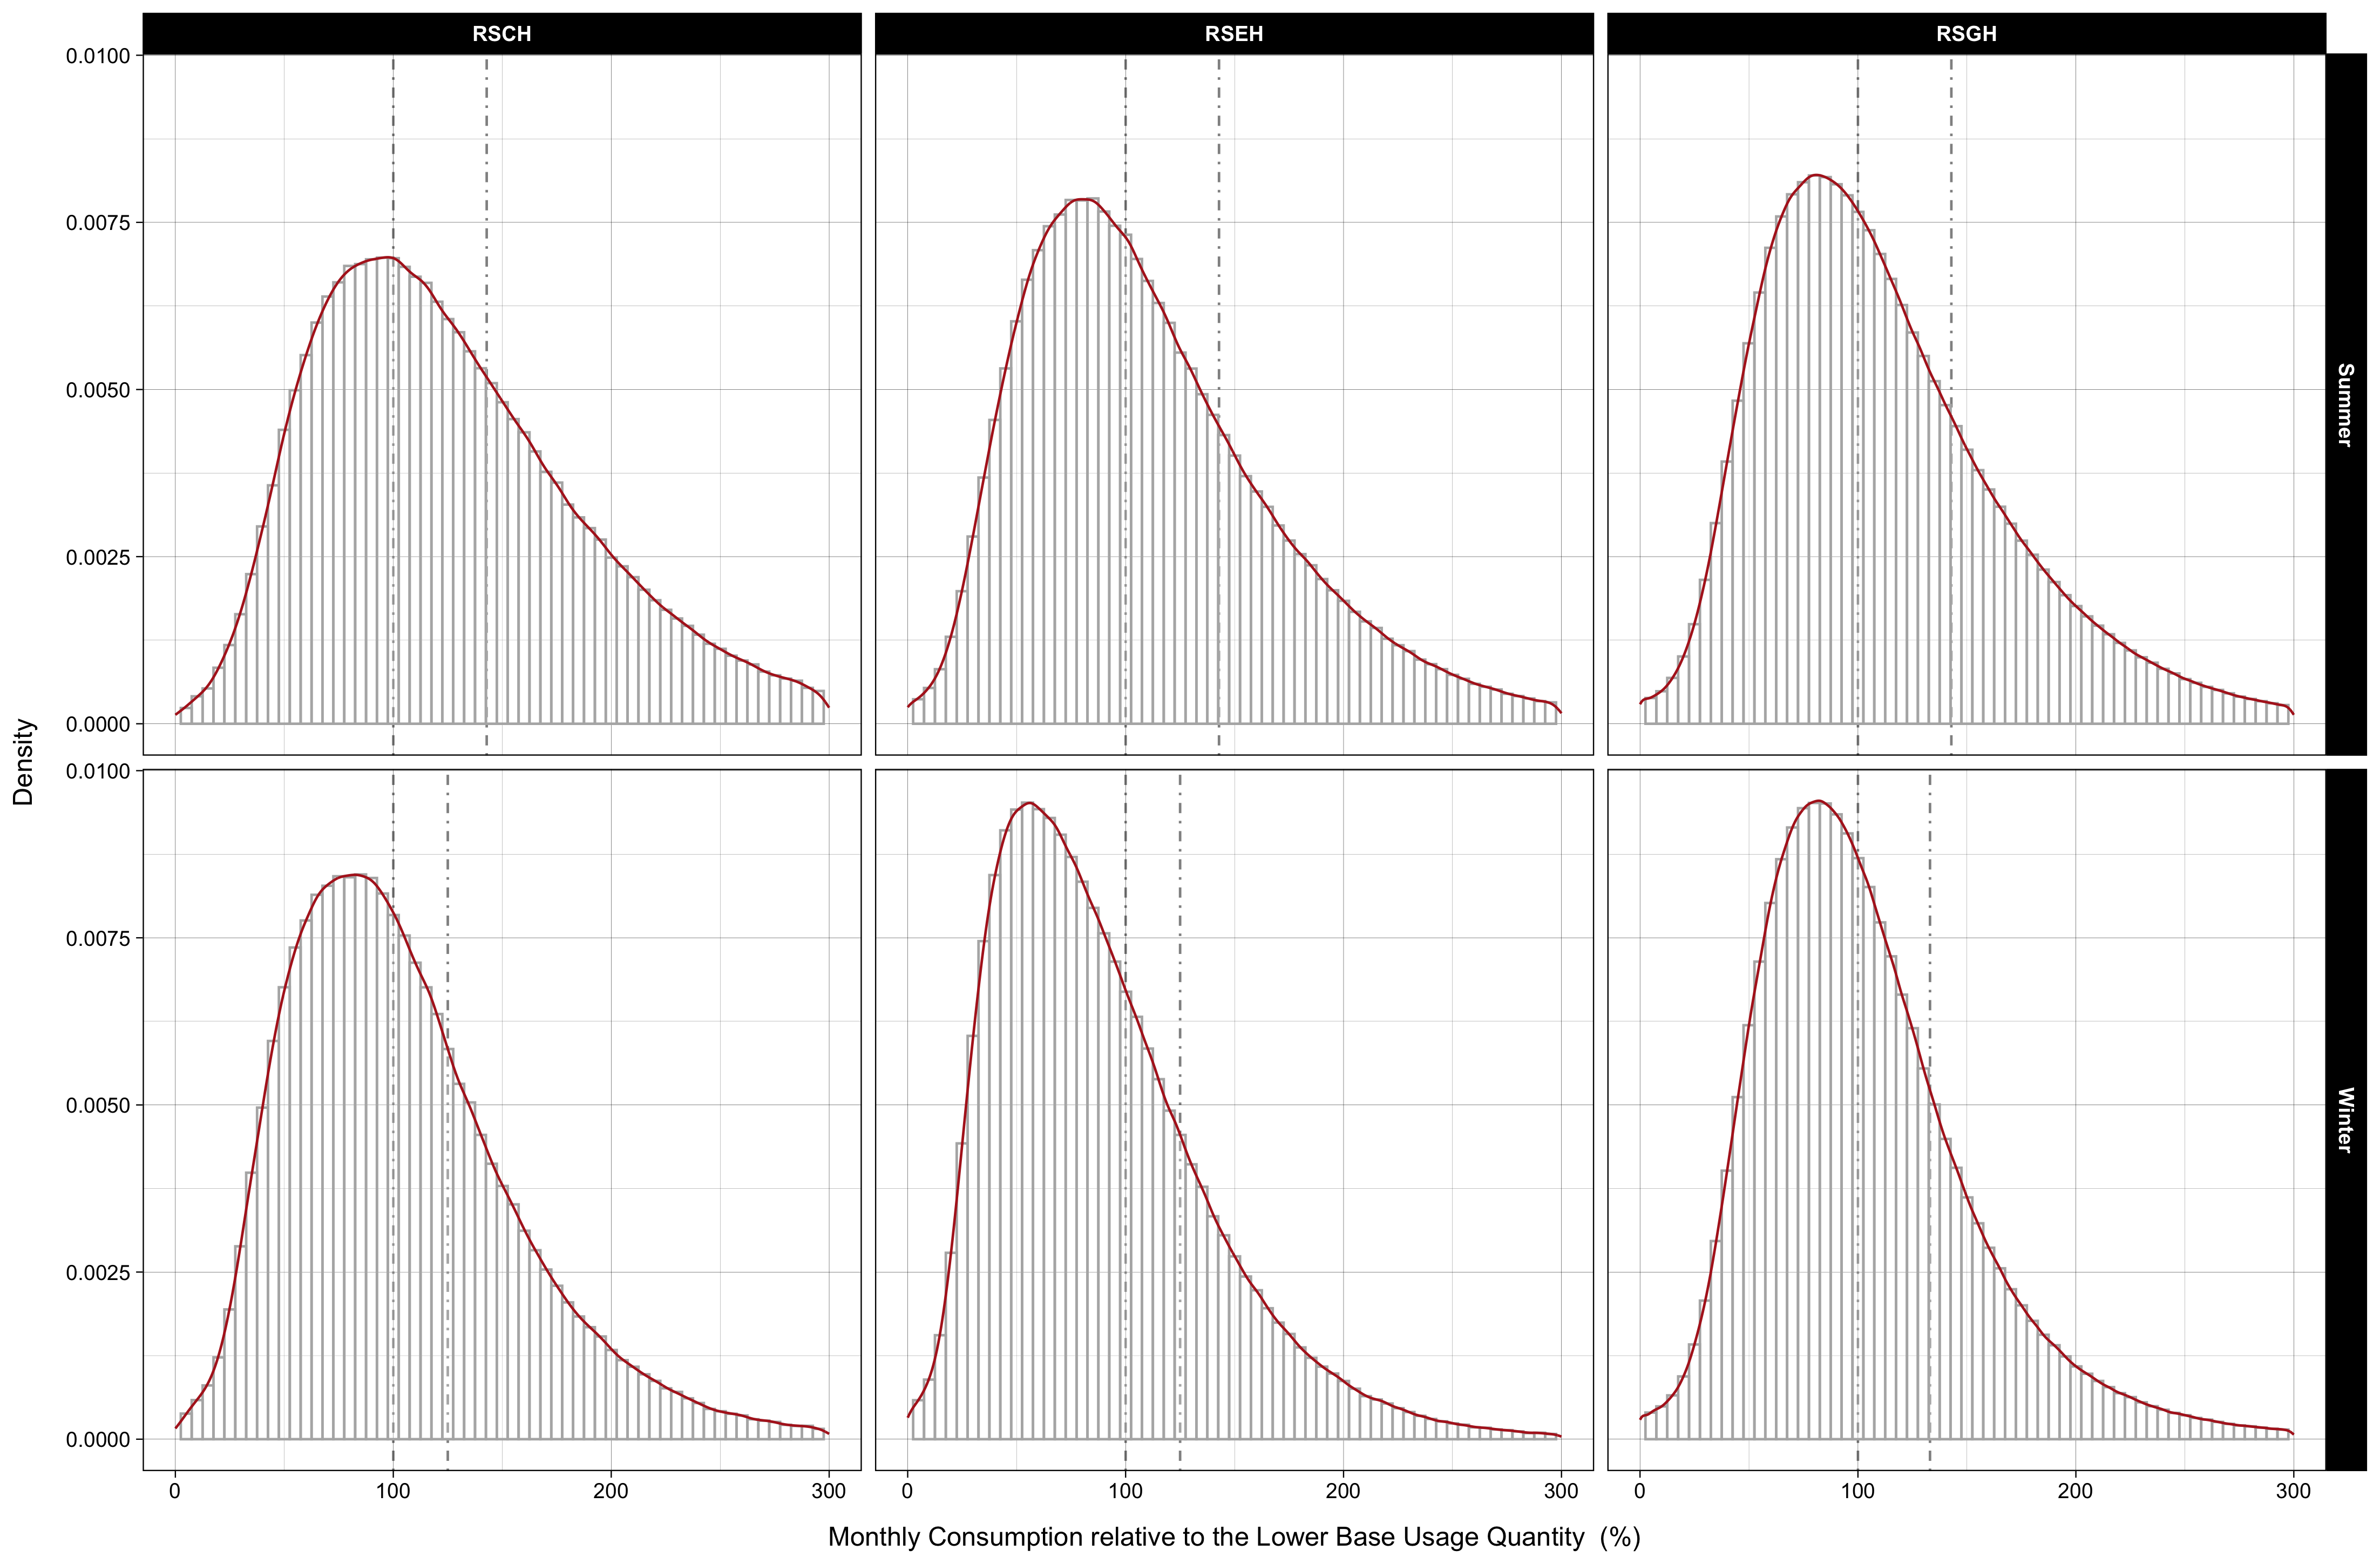 RSCH RSEH RSGH
0.0100
0.0075
0.0050
0.0025
0.0000
Summer
Density
0.0100
0.0075
0.0050
0.0025
0.0000
Winter
0 100 200 300 0 100 200 300 0 100 200 300
Monthly Consumption relative to the Lower Base Usage Quantity (%)